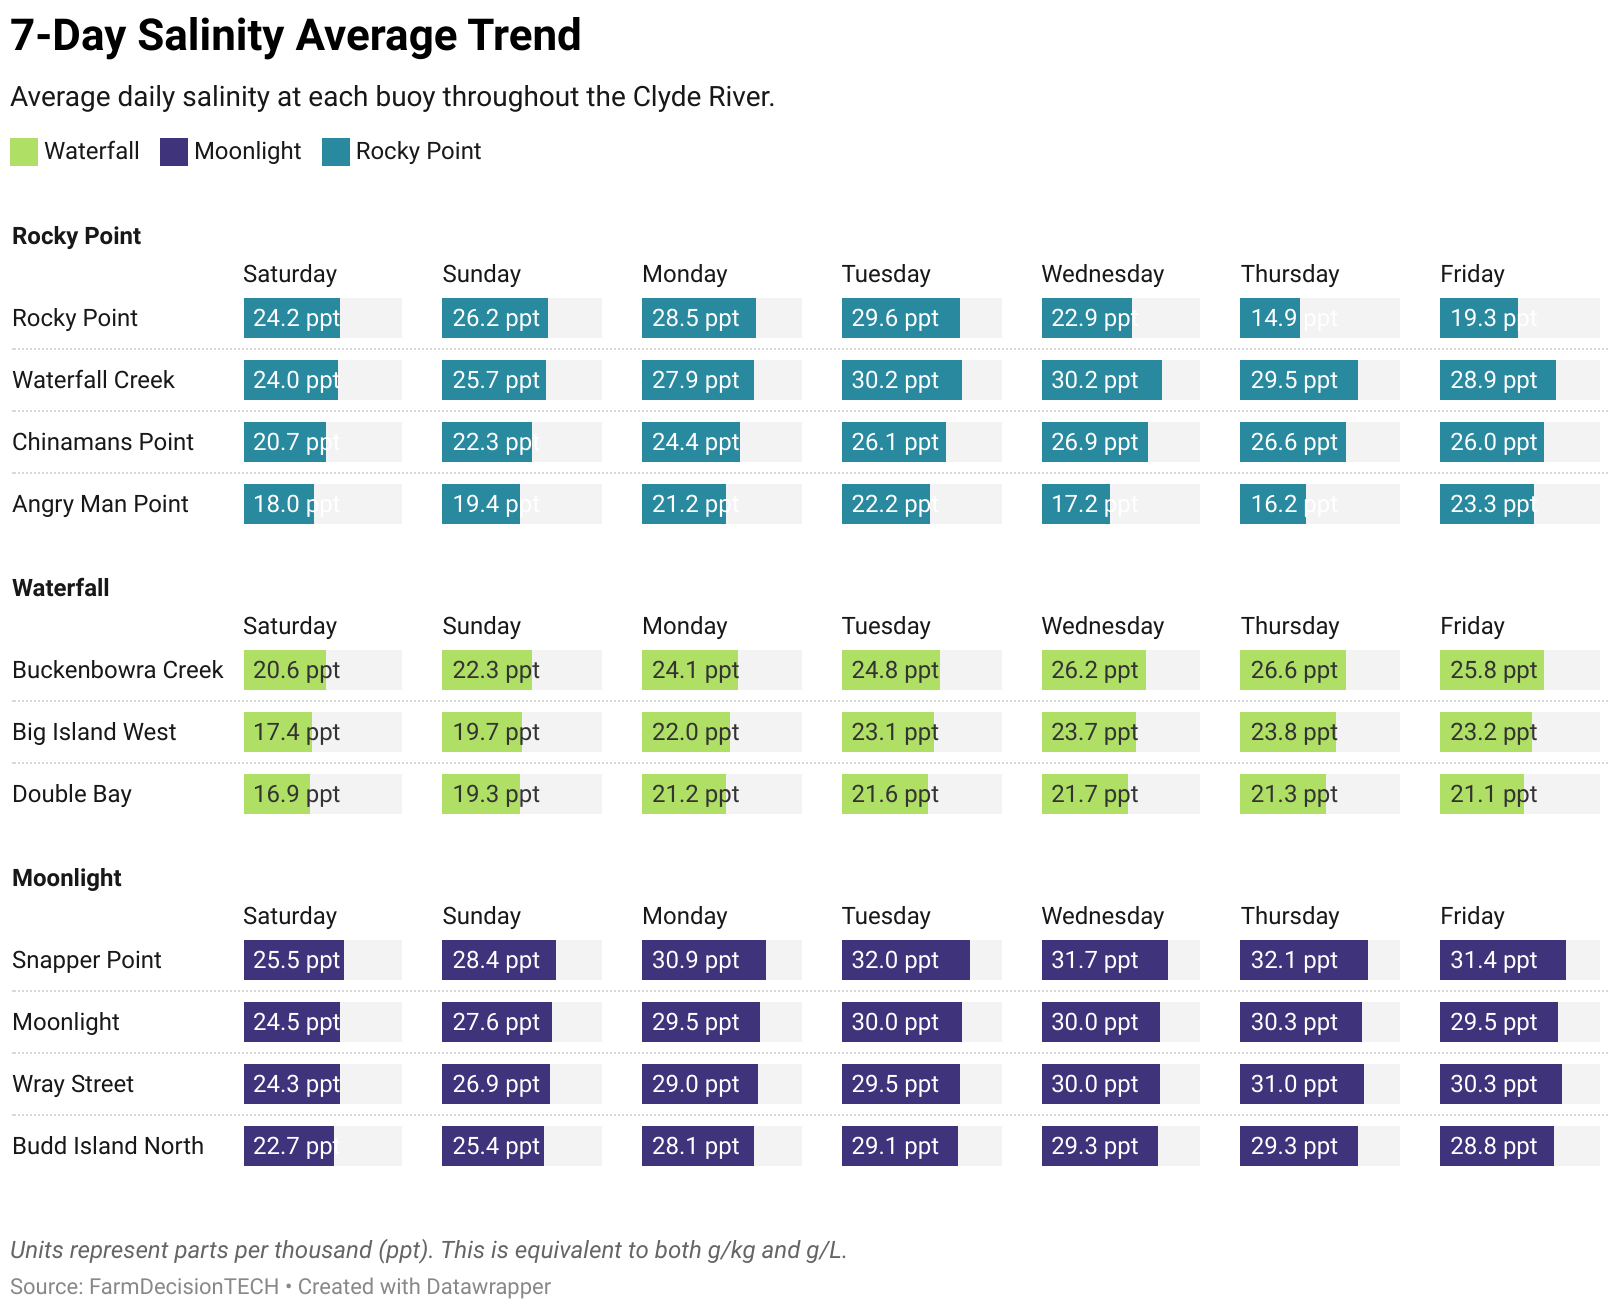 7-Day Salinity Average Trend
Average daily salinity at each buoy throughout the Clyde River.
Waterfall Moonlight Rocky Point
Rocky Point
Saturday Sunday Monday Tuesday Wednesday Thursday Friday
Rocky Point 24.2 ppt 26.2 ppt 28.5 ppt 29.6 ppt 22.9 ppt 14.9 ppt 19.3 ppt
Waterfall Creek 24.0 ppt 25.7 ppt 27.9 ppt 30.2 ppt 30.2 ppt 29.5 ppt 28.9 ppt
Chinamans Point 20.7 ppt 22.3 ppt 24.4 ppt 26.1 ppt 26.9 ppt 26.6 ppt 26.0 ppt
Angry Man Point 18.0 ppt 19.4 ppt 21.2 ppt 22.2 ppt 17.2 ppt 16.2 ppt 23.3 ppt
Waterfall
Saturday Sunday Monday Tuesday Wednesday Thursday Friday
Buckenbowra Creek 20.6 ppt 22.3 ppt 24.1 ppt 24.8 ppt 26.2 ppt 26.6 ppt 25.8 ppt
Big Island West 17.4 ppt 19.7 ppt 22.0 ppt 23.1 ppt 23.7 ppt 23.8 ppt 23.2 ppt
Double Bay 16.9 ppt 19.3 ppt 21.2 ppt 21.6 ppt 21.7 ppt 21.3 ppt 21.1 ppt
Moonlight
Saturday Sunday Monday Tuesday Wednesday Thursday Friday
Snapper Point 25.5 ppt 28.4 ppt 30.9 ppt 32.0 ppt 31.7 ppt 32.1 ppt 31.4 ppt
Moonlight 24.5 ppt 27.6 ppt 29.5 ppt 30.0 ppt 30.0 ppt 30.3 ppt 29.5 ppt
Wray Street 24.3 ppt 26.9 ppt 29.0 ppt 29.5 ppt 30.0 ppt 31.0 ppt 30.3 ppt
Budd Island North 22.7 ppt 25.4 ppt 28.1 ppt 29.1 ppt 29.3 ppt 29.3 ppt 28.8 ppt
Units represent parts per thousand (ppt). This is equivalent to both g/kg and g/L.
Source: FarmDecisionTECH • Created with Datawrapper